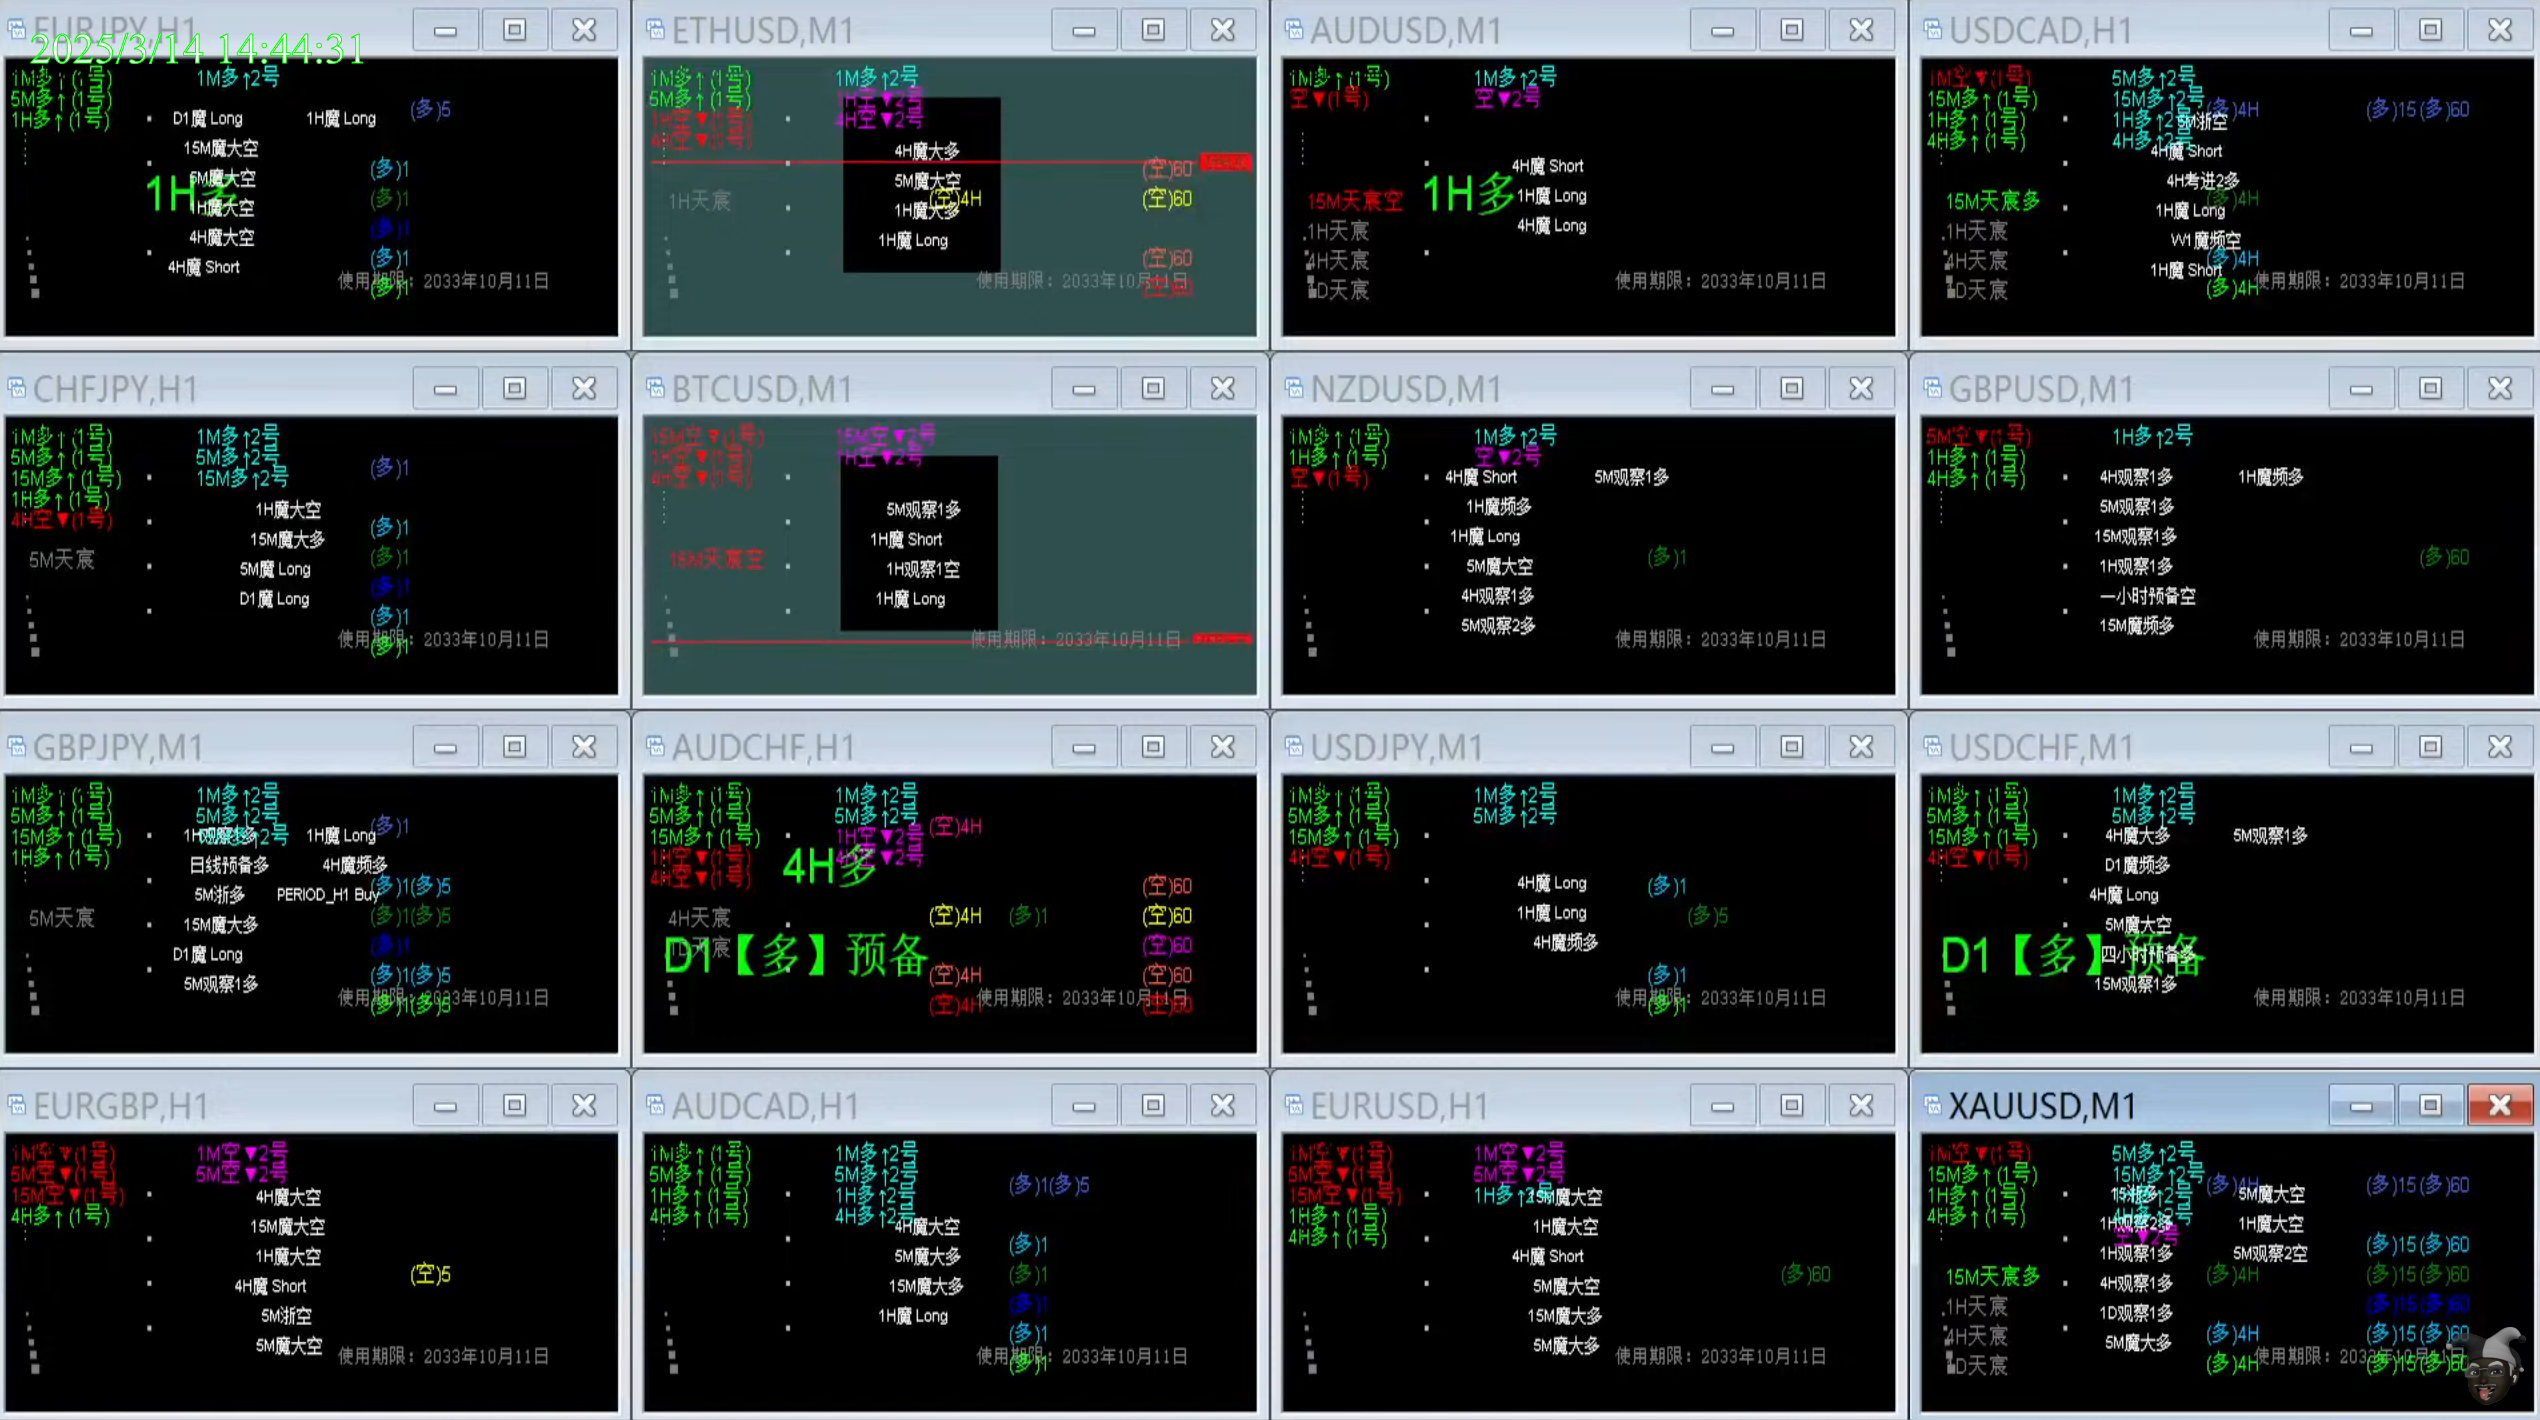 EURJPY,H1
2025/3/14 14:44:31
1M多↑(1号) 1M多↑2号
5M多↑(1号)
1H多↑(1号)
D1魔 Long 1H魔 Long (多)5
15M魔大空
5M魔大空 (多)1
1H多
1H魔大空 (多)1
4H魔大空 (多)1
4H魔 Short (多)1
使用期限：2033年10月11日
(多)1
ETHUSD,M1
1M多↑(1号) 1M多↑2号
5M多↑(1号) 1H空▼2号
1H空▼(1号) 4H空▼2号
4H空▼(1号)
4H魔大多
5M魔大空 (空)60
1H天宸 (空)4H (空)60
1H魔大多
1H魔 Long
(空)60
使用期限：2033年10月11日
(空)60
AUDUSD,M1
1M多↑(1号) 1M多↑2号
空▼(1号) 空▼2号
4H魔 Short
15M天宸空 1H多 1H魔 Long
1H天宸 4H魔 Long
4H天宸
1D天宸
使用期限：2033年10月11日
USDCAD,H1
1M空▼(1号) 5M多↑2号
15M多↑(1号) 15M多↑2号 (多)4H (多)15(多)60
1H多↑(1号) 1H多↑2号 5M浙空
4H多↑(1号) 4H多↑2号
4H魔 Short
4H考进2多
15M天宸多 1H魔 Long (多)4H
1H天宸 W1魔频空
4H天宸 1H魔 Short (多)4H
1D天宸 (多)4H
使用期限：2033年10月11日
CHFJPY,H1
1M多↑(1号) 1M多↑2号
5M多↑(1号) 5M多↑2号 (多)1
15M多↑(1号) 15M多↑2号
1H多↑(1号)
4H空▼(1号)
1H魔大空
15M魔大多 (多)1
5M天宸 5M魔 Long (多)1
D1魔 Long (多)1
(多)1
使用期限：2033年10月11日
(多)1
BTCUSD,M1
15M空▼(1号) 15M空▼2号
1H空▼(1号) 1H空▼2号
4H空▼(1号)
5M观察1多
1H魔 Short
15M天宸空 1H观察1空
1H魔 Long
使用期限：2033年10月11日
NZDUSD,M1
1M多↑(1号) 1M多↑2号
1H多↑(1号) 空▼2号
空▼(1号) 4H魔 Short 5M观察1多
1H魔频多
1H魔 Long
5M魔大空 (多)1
4H观察1多
5M观察2多
使用期限：2033年10月11日
GBPUSD,M1
5M空▼(1号) 1H多↑2号
1H多↑(1号)
4H多↑(1号) 4H观察1多 1H魔频多
5M观察1多
15M观察1多
1H观察1多 (多)60
一小时预备空
15M魔频多
使用期限：2033年10月11日
GBPJPY,M1
1M多↑(1号) 1M多↑2号
5M多↑(1号) 5M多↑2号 (多)1
15M多↑(1号) 1H观察1多 1H魔 Long
1H多↑(1号) 日线预备多 4H魔频多
5M浙多 PERIOD_H1 Buy (多)1(多)5
5M天宸 15M魔大多 (多)1(多)5
D1魔 Long (多)1
5M观察1多 (多)1(多)5
使用期限：2033年10月11日
(多)1(多)5
AUDCHF,H1
1M多↑(1号) 1M多↑2号
5M多↑(1号) 5M多↑2号 (空)4H
15M多↑(1号) 1H空▼2号
1H空▼(1号) 4H空▼2号
4H空▼(1号) 4H多 (空)60
4H天宸 (空)4H (多)1 (空)60
1D天宸 (空)60
D1【多】预备
(空)4H (空)60
使用期限：2033年10月11日
(空)4H (空)60
USDJPY,M1
1M多↑(1号) 1M多↑2号
5M多↑(1号) 5M多↑2号
15M多↑(1号)
4H空▼(1号)
4H魔 Long (多)1
1H魔 Long (多)5
4H魔频多
(多)1
使用期限：2033年10月11日
(多)1
USDCHF,M1
1M多↑(1号) 1M多↑2号
5M多↑(1号) 5M多↑2号
15M多↑(1号) 4H魔大多 5M观察1多
4H空▼(1号) D1魔频多
4H魔 Long
5M魔大空
D1【多】预备
四小时预备多
15M观察1多
使用期限：2033年10月11日
EURGBP,H1
1M空▼(1号) 1M空▼2号
5M空▼(1号) 5M空▼2号
15M空▼(1号) 4H魔大空
4H多↑(1号) 15M魔大空
1H魔大空
4H魔 Short (空)5
5M浙空
5M魔大空
使用期限：2033年10月11日
AUDCAD,H1
1M多↑(1号) 1M多↑2号
5M多↑(1号) 5M多↑2号 (多)1(多)5
1H多↑(1号) 1H多↑2号
4H多↑(1号) 4H多↑2号
4H魔大空
5M魔大多 (多)1
15M魔大多 (多)1
1H魔 Long (多)1
(多)1
使用期限：2033年10月11日
(多)1
EURUSD,H1
1M空▼(1号) 1M空▼2号
5M空▼(1号) 5M空▼2号
15M空▼(1号) 1H多↑2号 15M魔大空
1H多↑(1号) 1H魔大空
4H多↑(1号) 4H魔 Short
5M魔大空 (多)60
15M魔大多
5M魔大多
使用期限：2033年10月11日
XAUUSD,M1
1M空▼(1号) 5M多↑2号
15M多↑(1号) 15M多↑2号 (多)4H (多)15(多)60
1H多↑(1号) 5M魔大空
4H多↑(1号) 1H观察2多 1H魔大空
空▼2号
1H观察1多 5M观察2空 (多)15(多)60
15M天宸多 4H观察1多 (多)4H (多)15(多)60
1H天宸 1D观察1多 (多)15(多)60
4H天宸 5M魔大多 (多)4H (多)15(多)60
1D天宸 (多)4H (多)15(多)60
使用期限：2033年10月11日